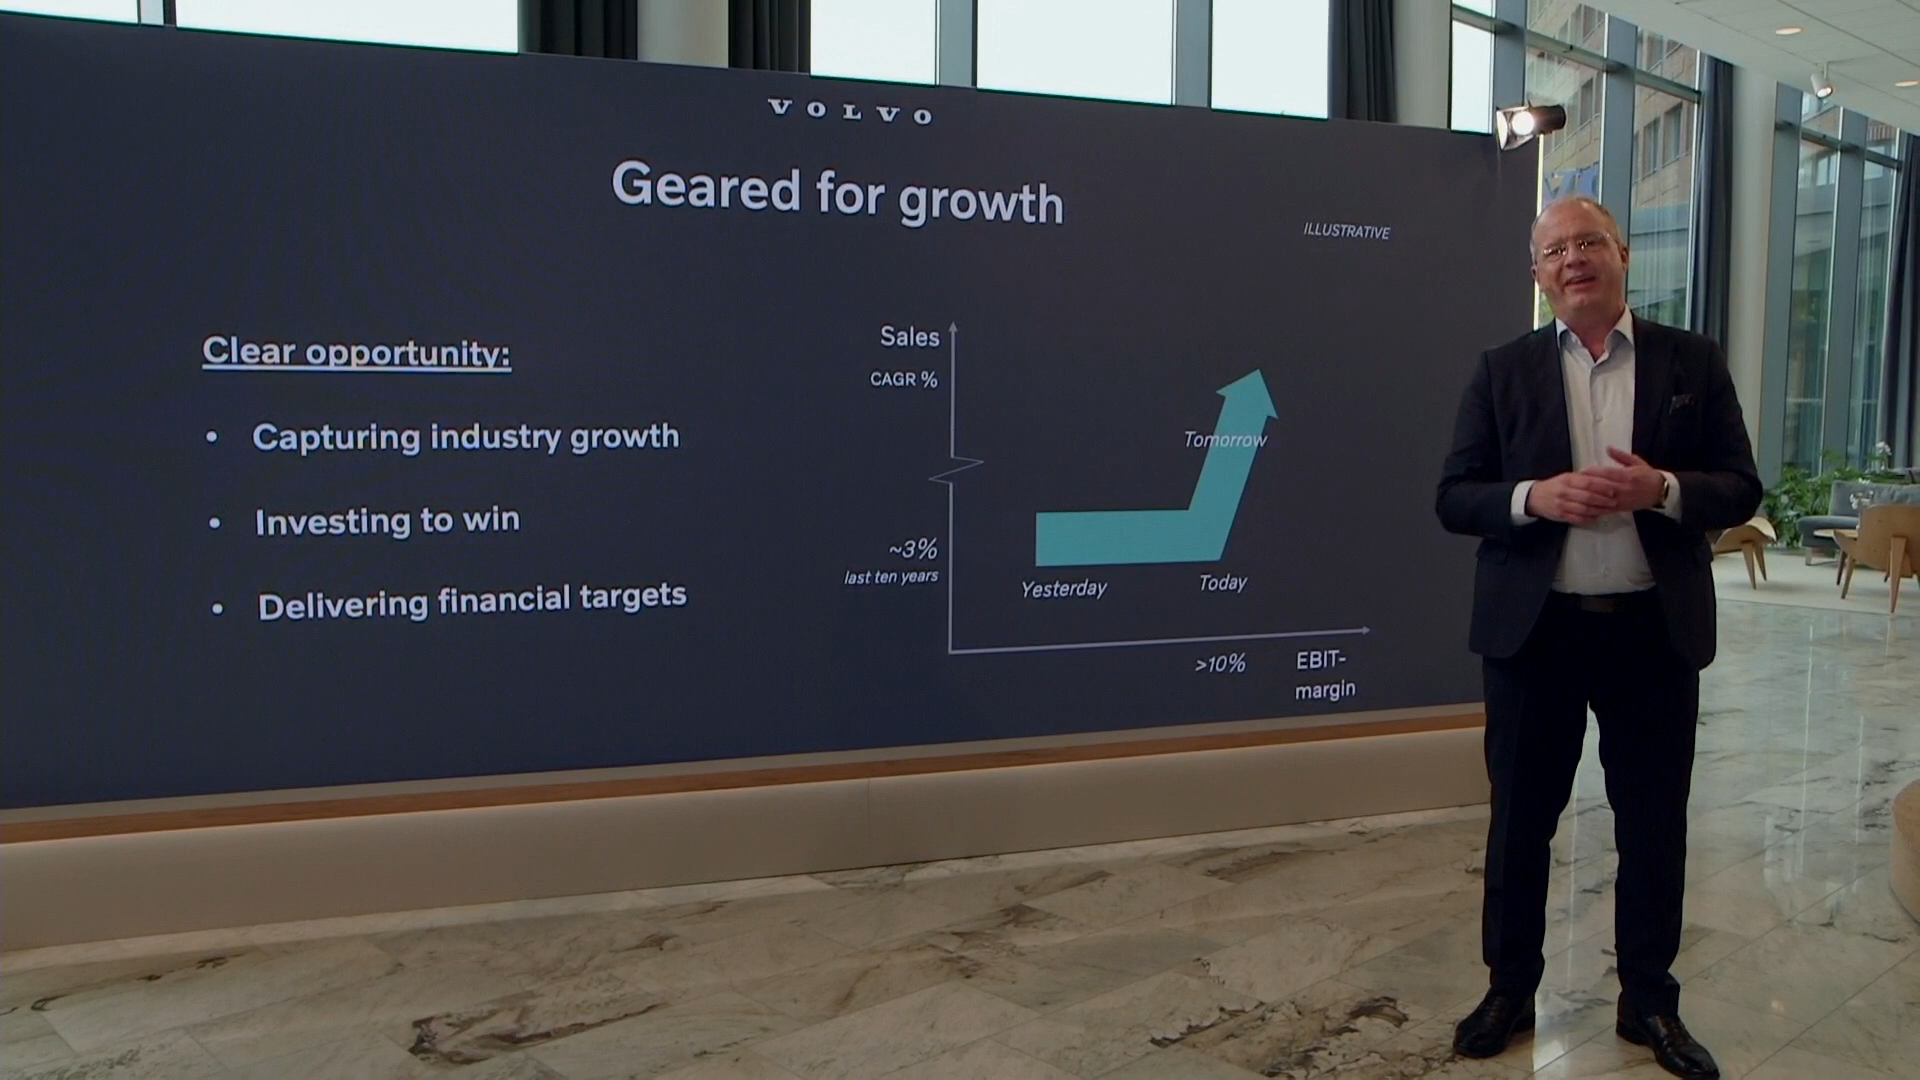 VOLVO
Geared for growth
ILLUSTRATIVE
Clear opportunity:
• Capturing industry growth
• Investing to win
• Delivering financial targets
Sales
CAGR %
Tomorrow
~3%
last ten years
Yesterday
Today
>10%
EBIT-
margin